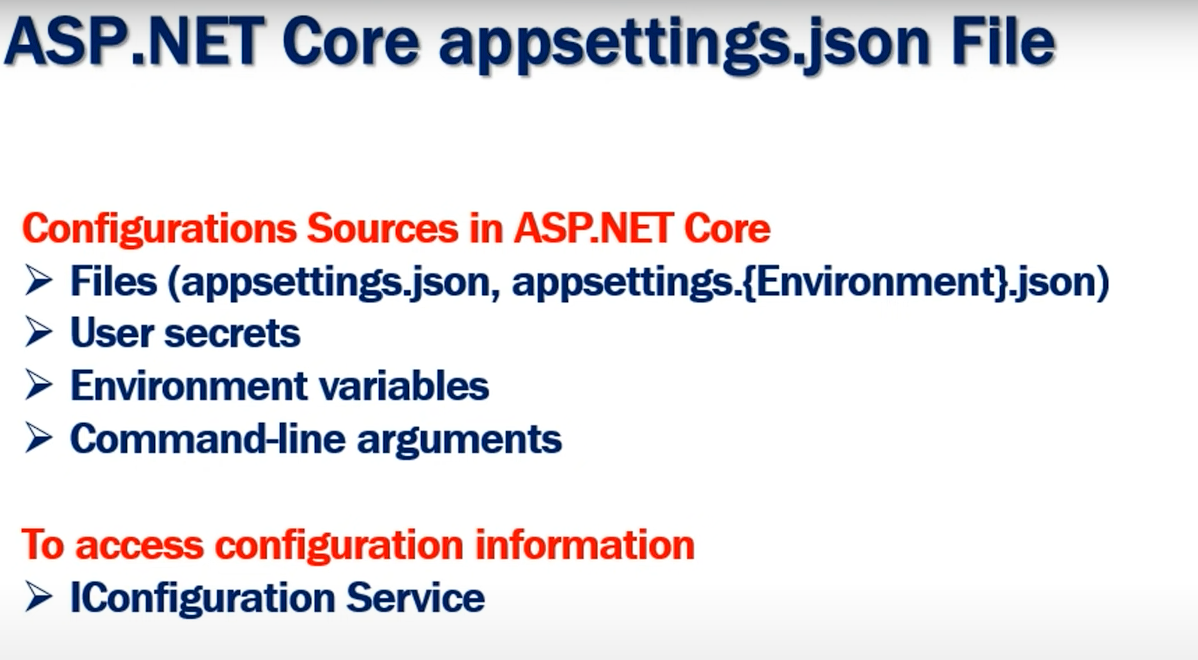 ASP.NET Core appsettings.json File
Configurations Sources in ASP.NET Core
➢ Files (appsettings.json, appsettings.{Environment}.json)
➢ User secrets
➢ Environment variables
➢ Command-line arguments
To access configuration information
➢ IConfiguration Service